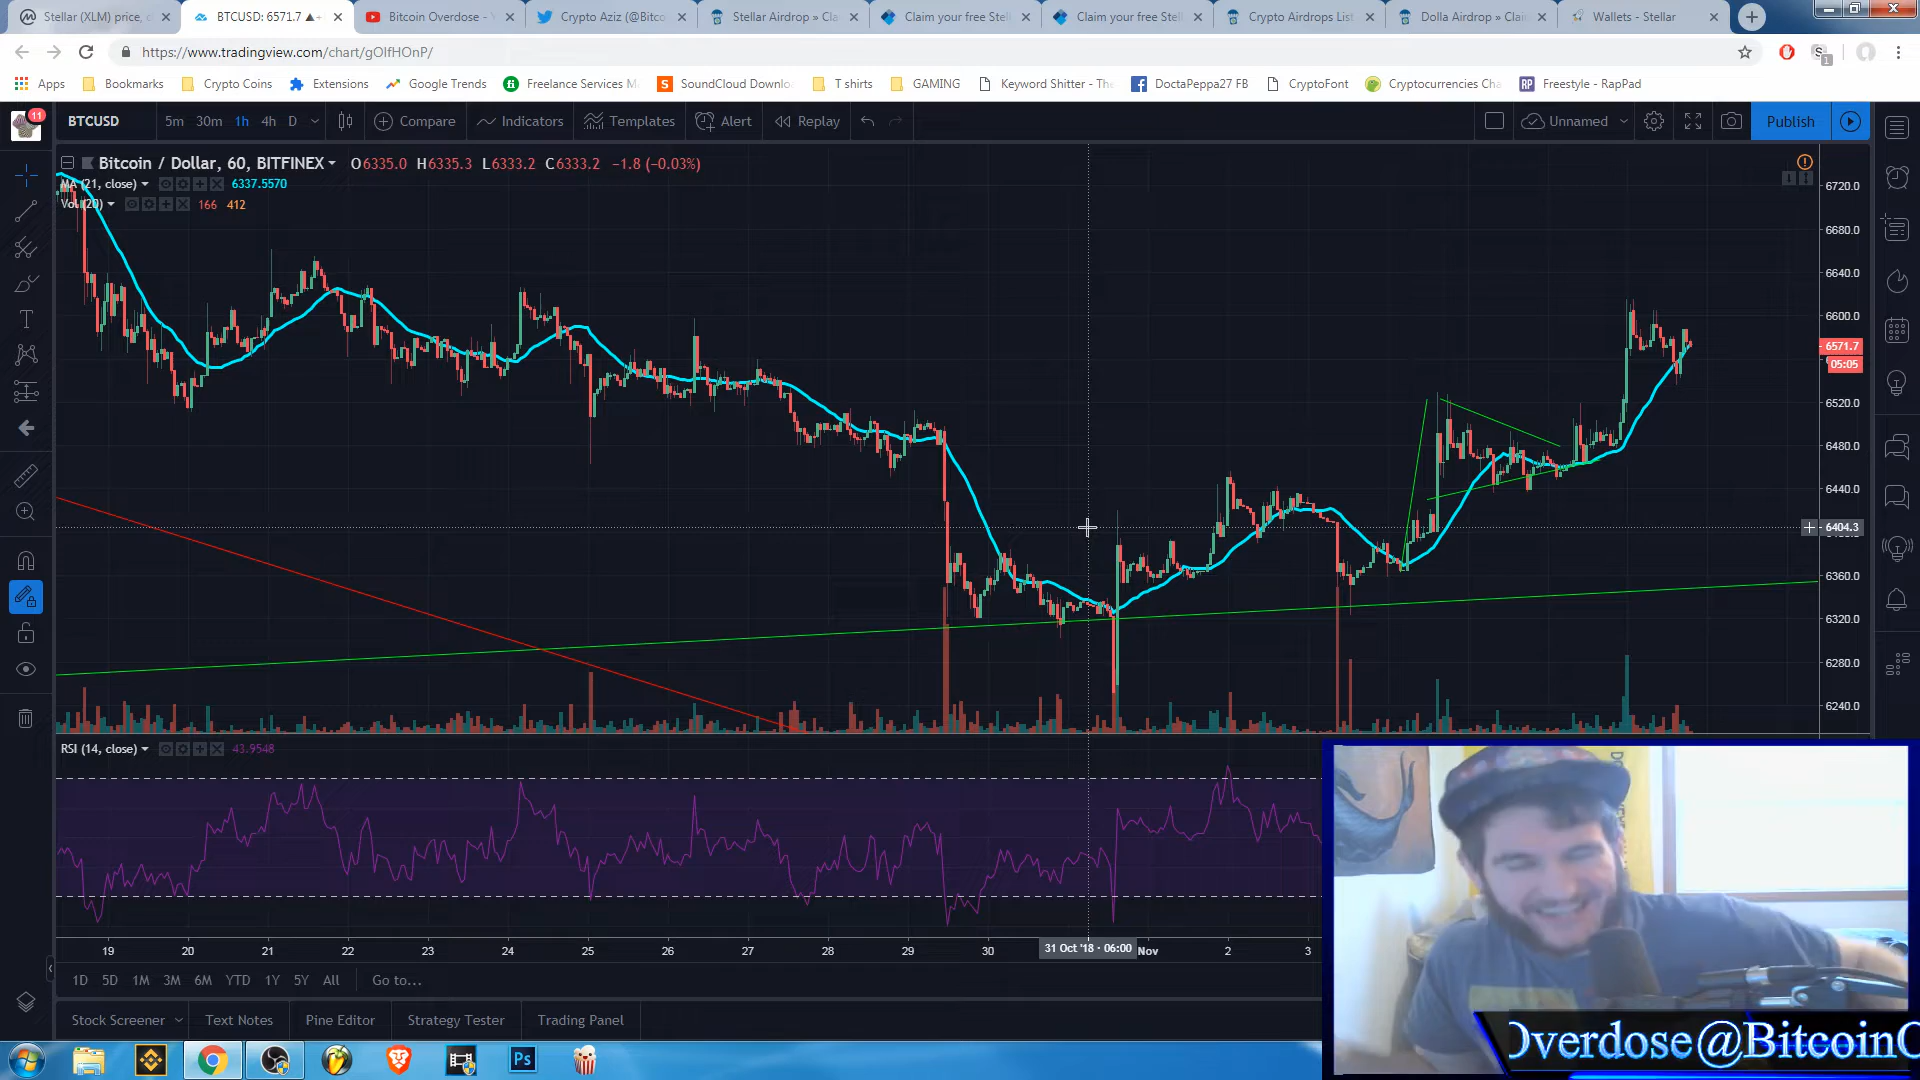 Stellar (XLM) price, c
BTCUSD: 6571.7 ▲+
Bitcoin Overdose - Y
Crypto Aziz (@Bitco
Stellar Airdrop » Cla
Claim your free Stel
Claim your free Stel
Crypto Airdrops List
Dolla Airdrop » Clai
Wallets - Stellar
https://www.tradingview.com/chart/gOlfHOnP/
S
1
Apps
Bookmarks
Crypto Coins
Extensions
Google Trends
Freelance Services M
SoundCloud Downlo
T shirts
GAMING
Keyword Shitter - The
DoctaPeppa27 FB
CryptoFont
Cryptocurrencies Cha
RP Freestyle - RapPad
11
BTCUSD
5m 30m 1h 4h D
Compare
Indicators
Templates
Alert
Replay
Unnamed
Publish
Bitcoin / Dollar, 60, BITFINEX
O6335.0 H6335.3 L6333.2 C6333.2 −1.8 (−0.03%)
MA (21, close) 6337.5570
Vol (20) 166 412
6720.0
6680.0
6640.0
6600.0
6571.7
05:05
6520.0
6480.0
6440.0
6404.3
6360.0
6320.0
6280.0
6240.0
RSI (14, close) 43.9548
19 20 21 22 23 24 25 26 27 28 29 30 31 Oct '18 · 06:00 Nov 2 3
1D 5D 1M 3M 6M YTD 1Y 5Y All Go to...
Stock Screener Text Notes Pine Editor Strategy Tester Trading Panel
Ps
Overdose@BitcoinO